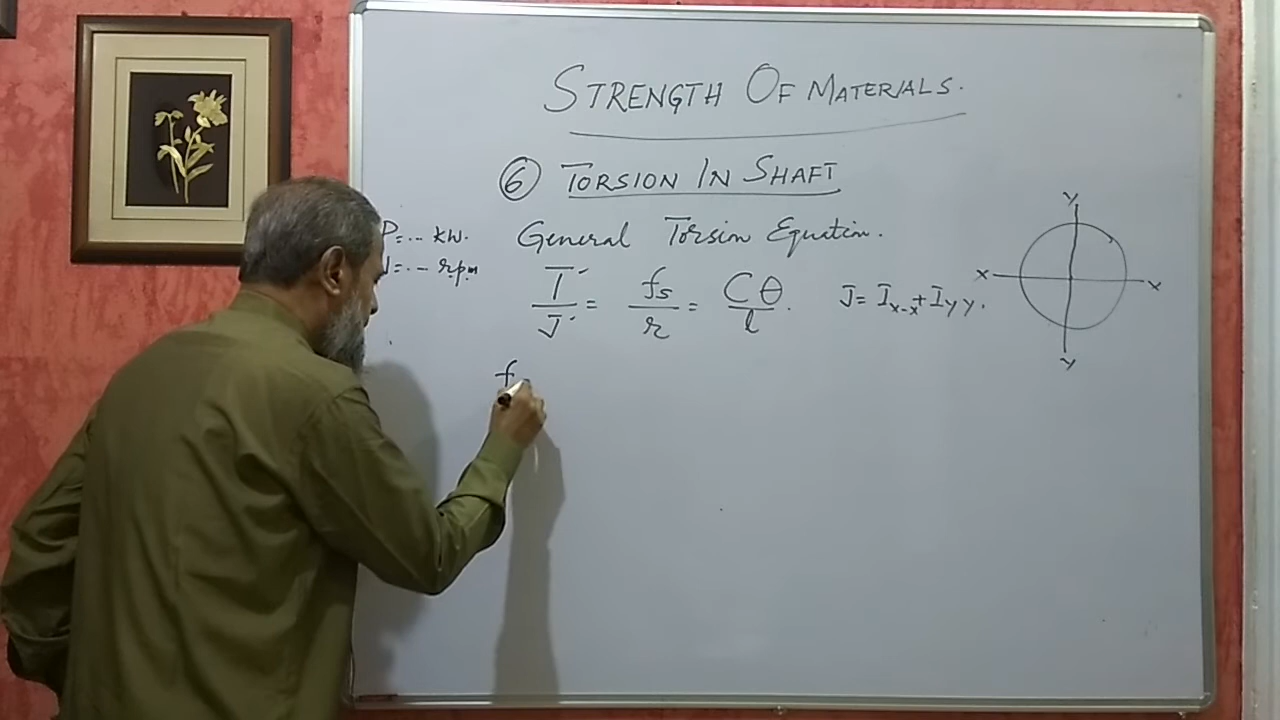 STRENGTH OF MATERIALS.
⑥ TORSION IN SHAFT
P = -- kW.
= -- rpm
General Torsion Equation.
T/J = fs/r = Cθ/l.
J = Ix-x + Iyy.
Y
X X
Y
f